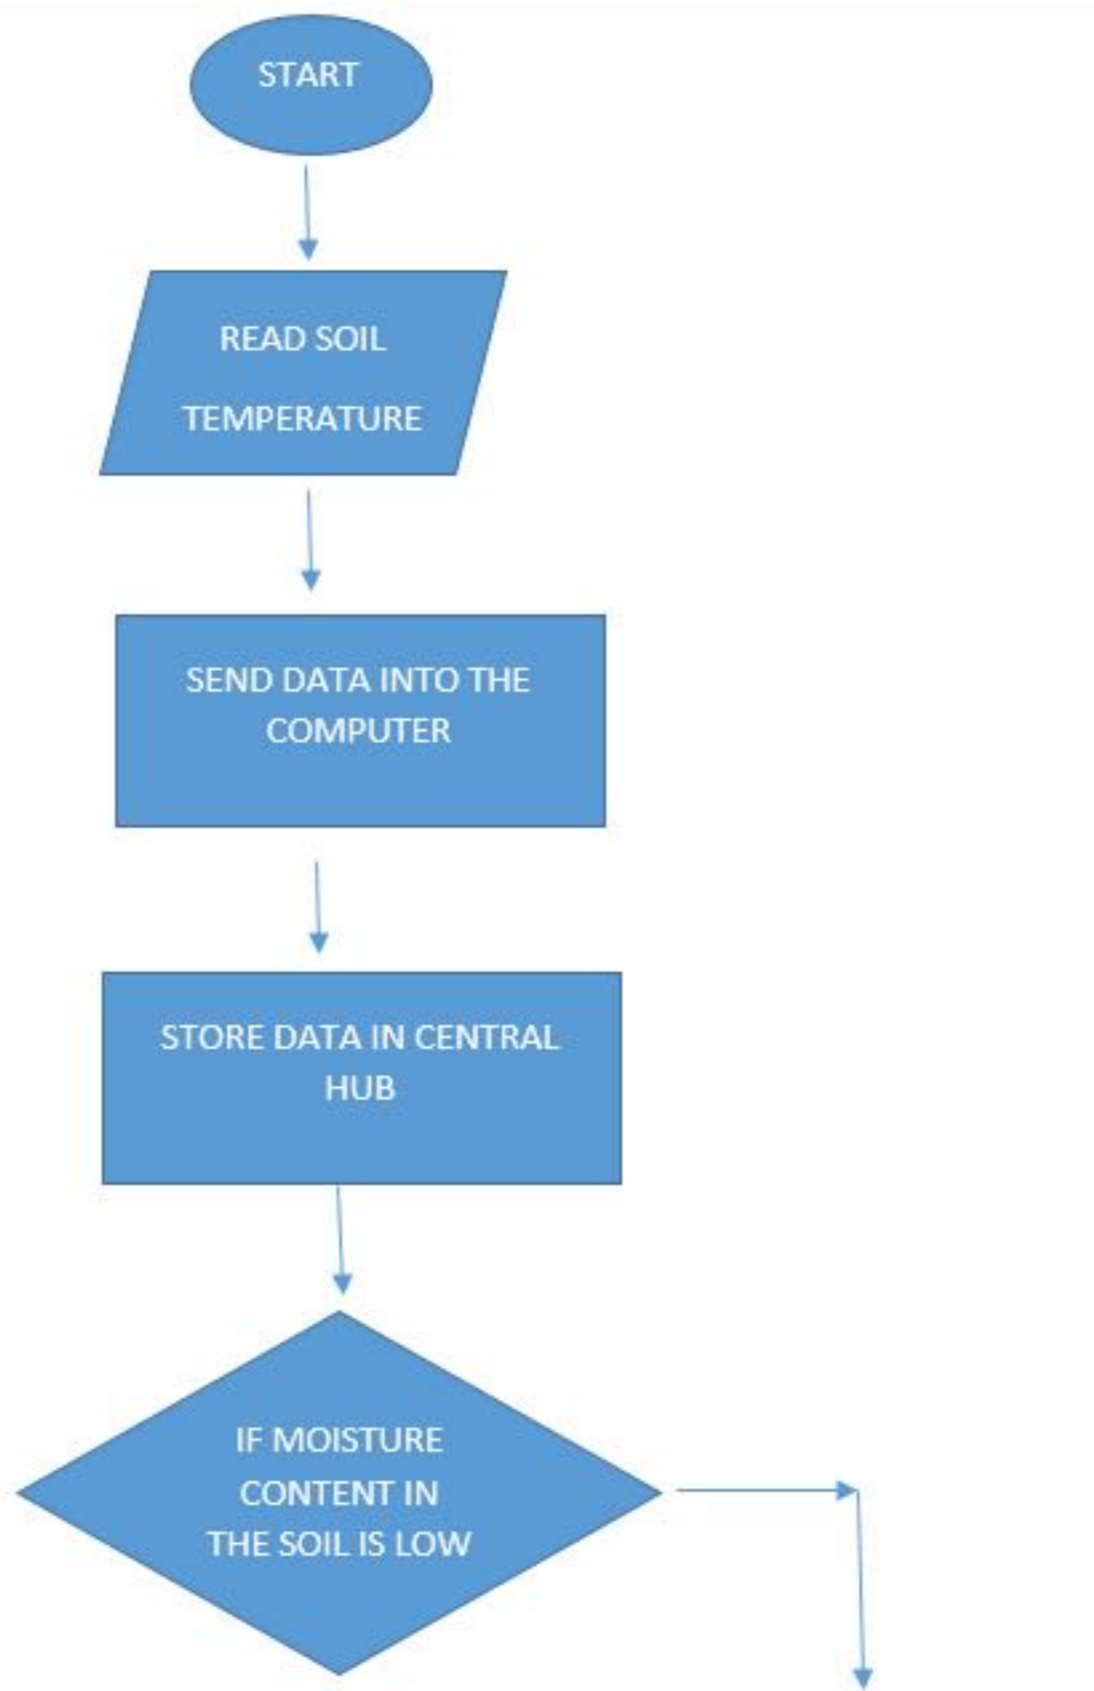 START
READ SOIL
TEMPERATURE
SEND DATA INTO THE
COMPUTER
STORE DATA IN CENTRAL
HUB
IF MOISTURE
CONTENT IN
THE SOIL IS LOW